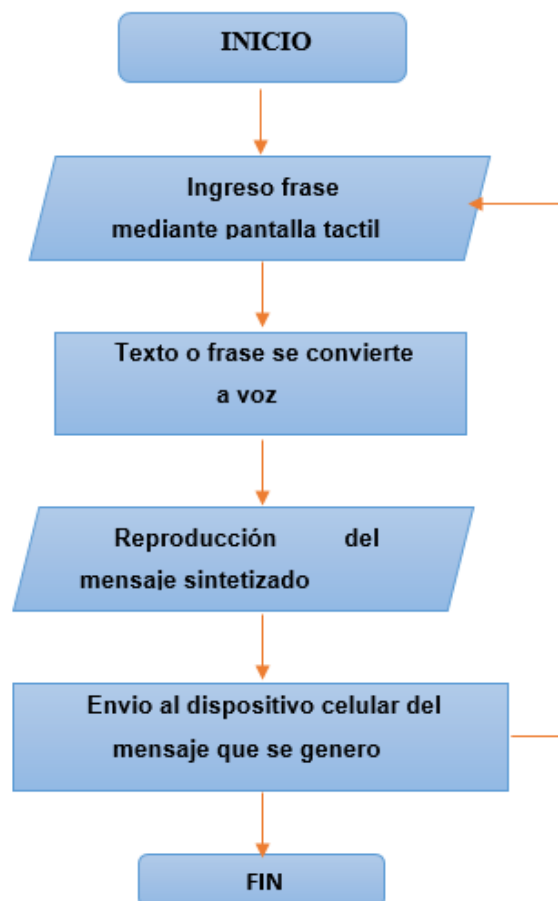 INICIO
Ingreso frase
mediante pantalla tactil
Texto o frase se convierte
a voz
Reproducción del
mensaje sintetizado
Envio al dispositivo celular del
mensaje que se genero
FIN